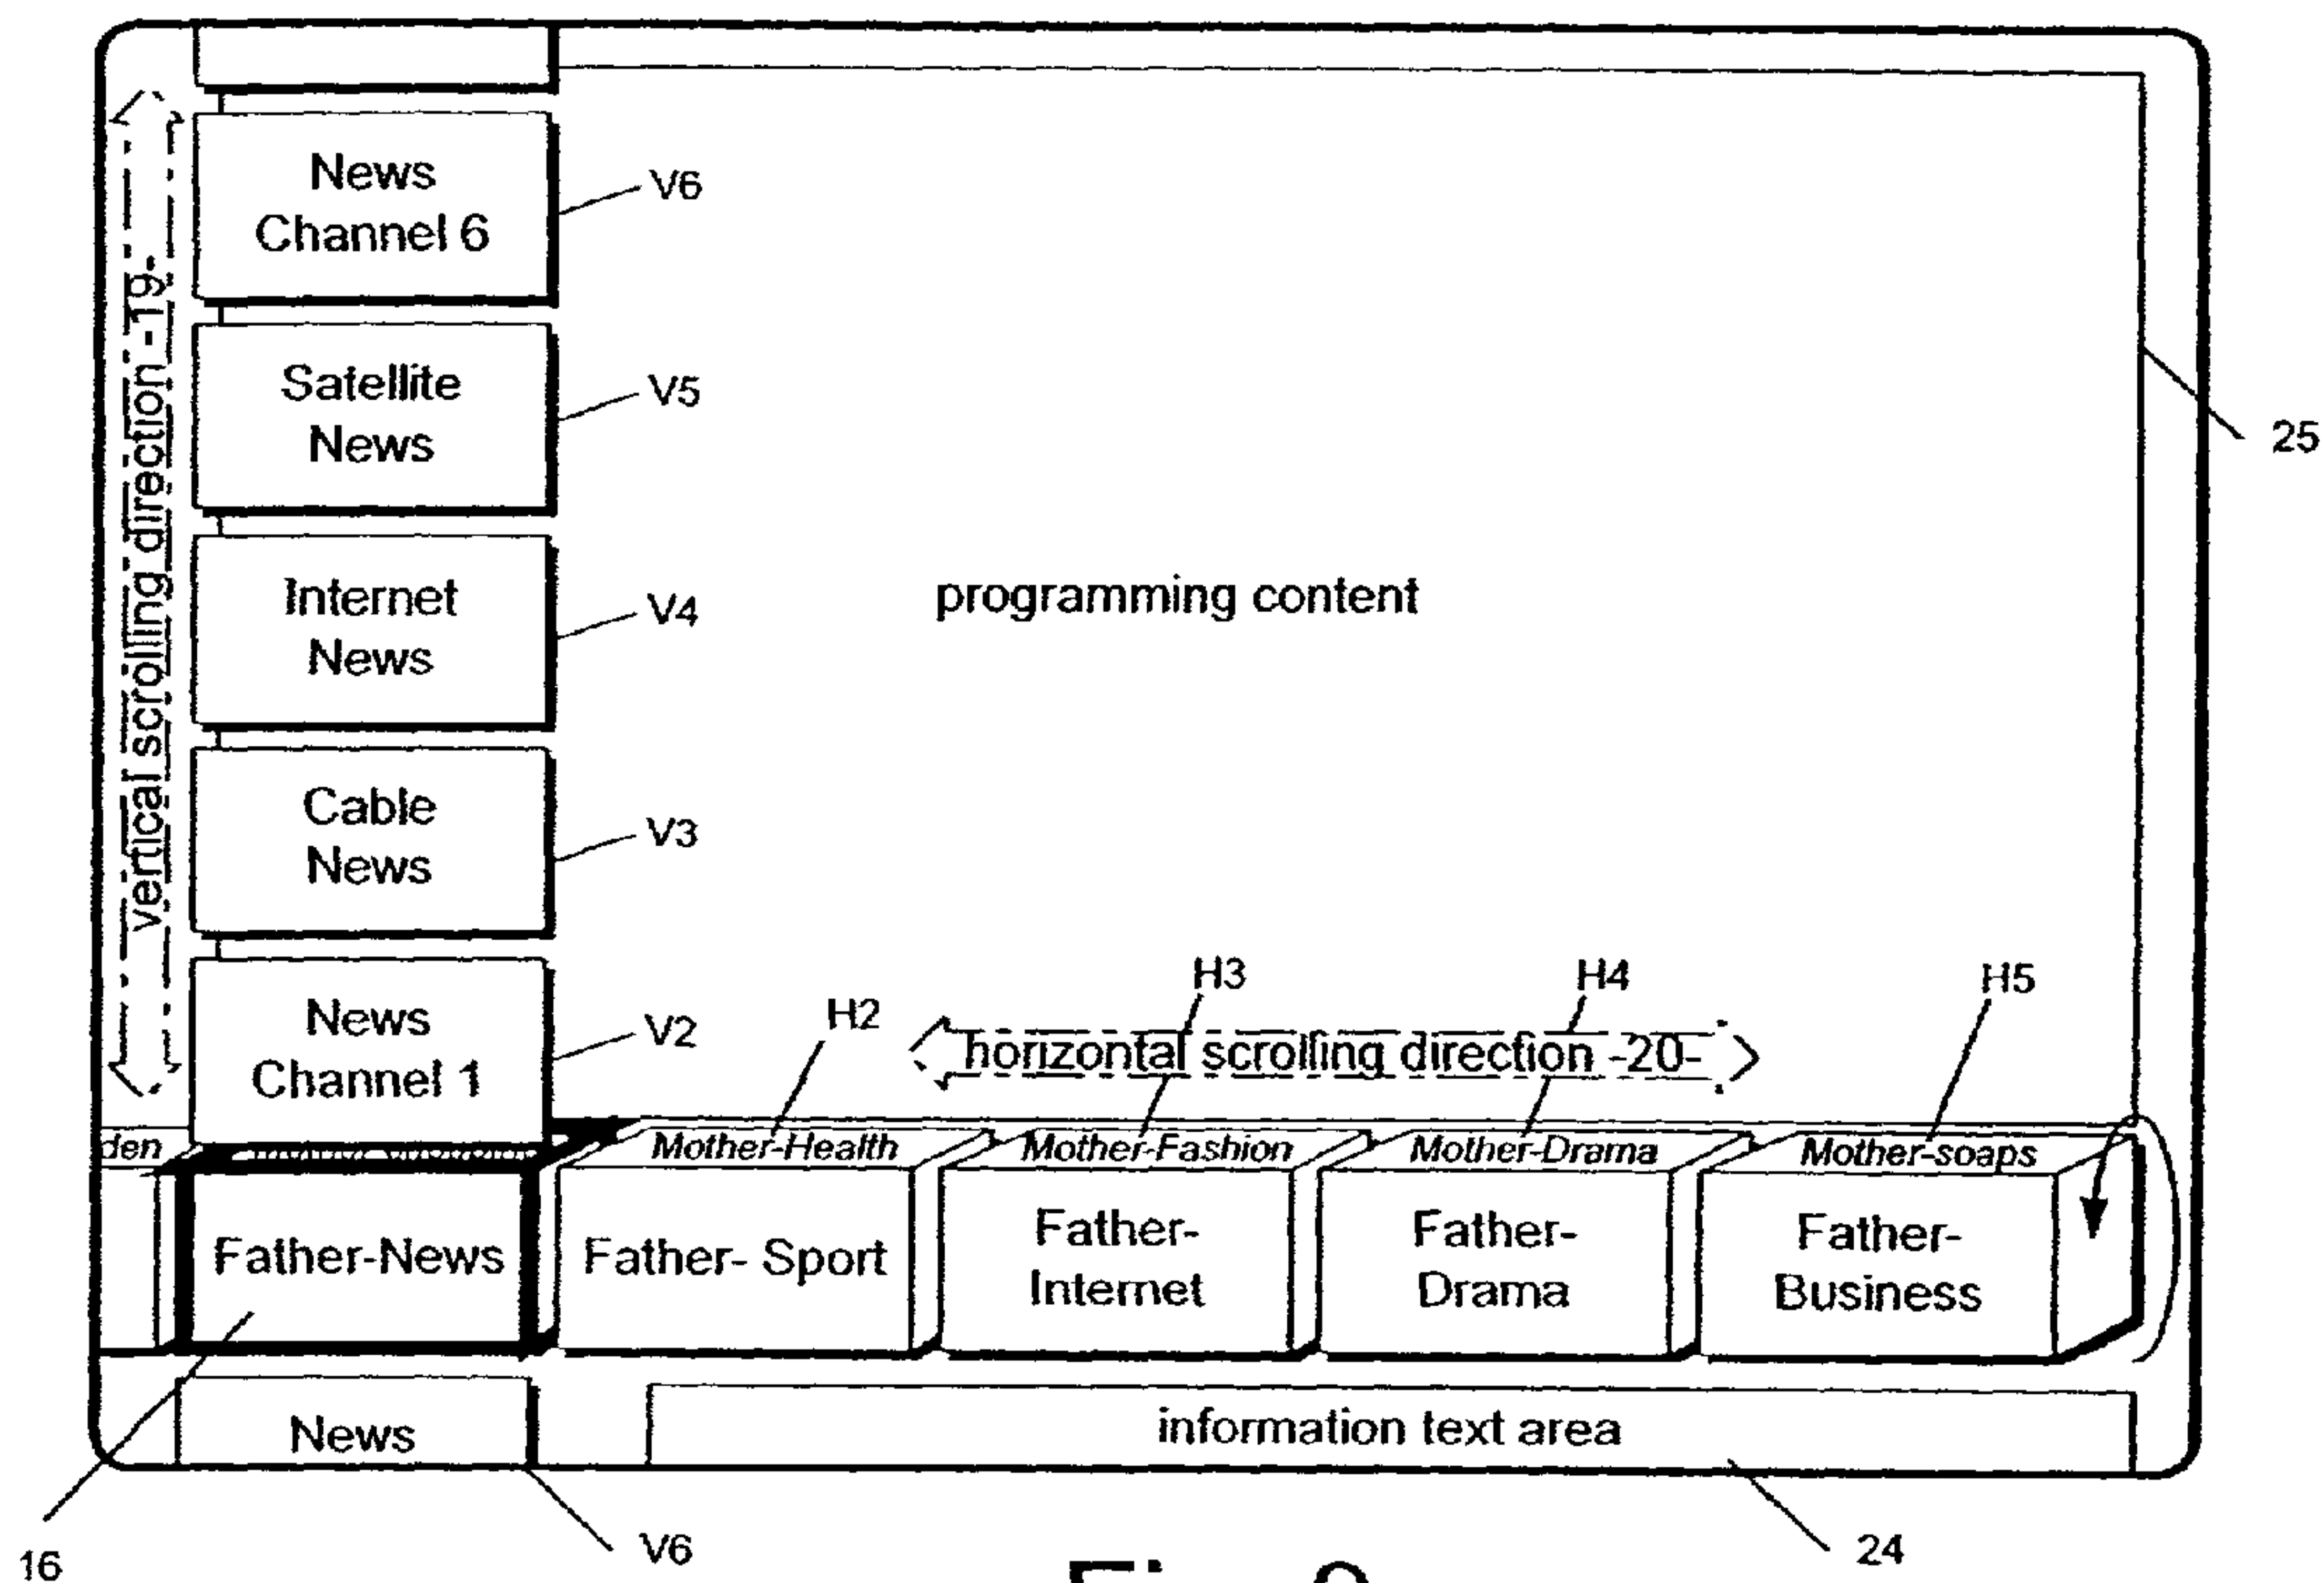 News
Channel 6
V6
Satellite
News
V5
25
vertical scrolling direction -19-
Internet
News
V4
programming content
Cable
News
V3
News
Channel 1
V2
H2
H3
H4
H5
horizontal scrolling direction -20-
den
Mother-Health
Mother-Fashion
Mother-Drama
Mother-soaps
Father-News
Father- Sport
Father-
Internet
Father-
Drama
Father-
Business
News
information text area
16
V6
24